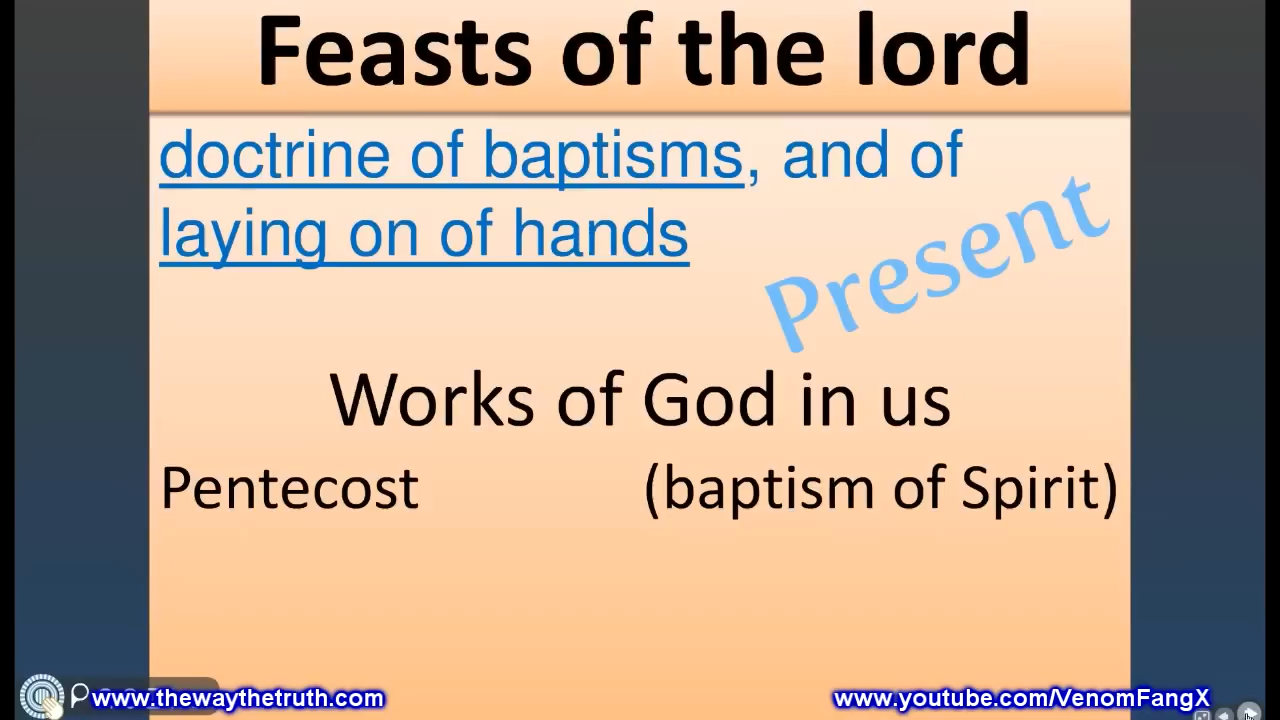 Feasts of the lord
doctrine of baptisms, and of
laying on of hands
Present
Works of God in us
Pentecost (baptism of Spirit)
www.thewaythetruth.com www.youtube.com/VenomFangX